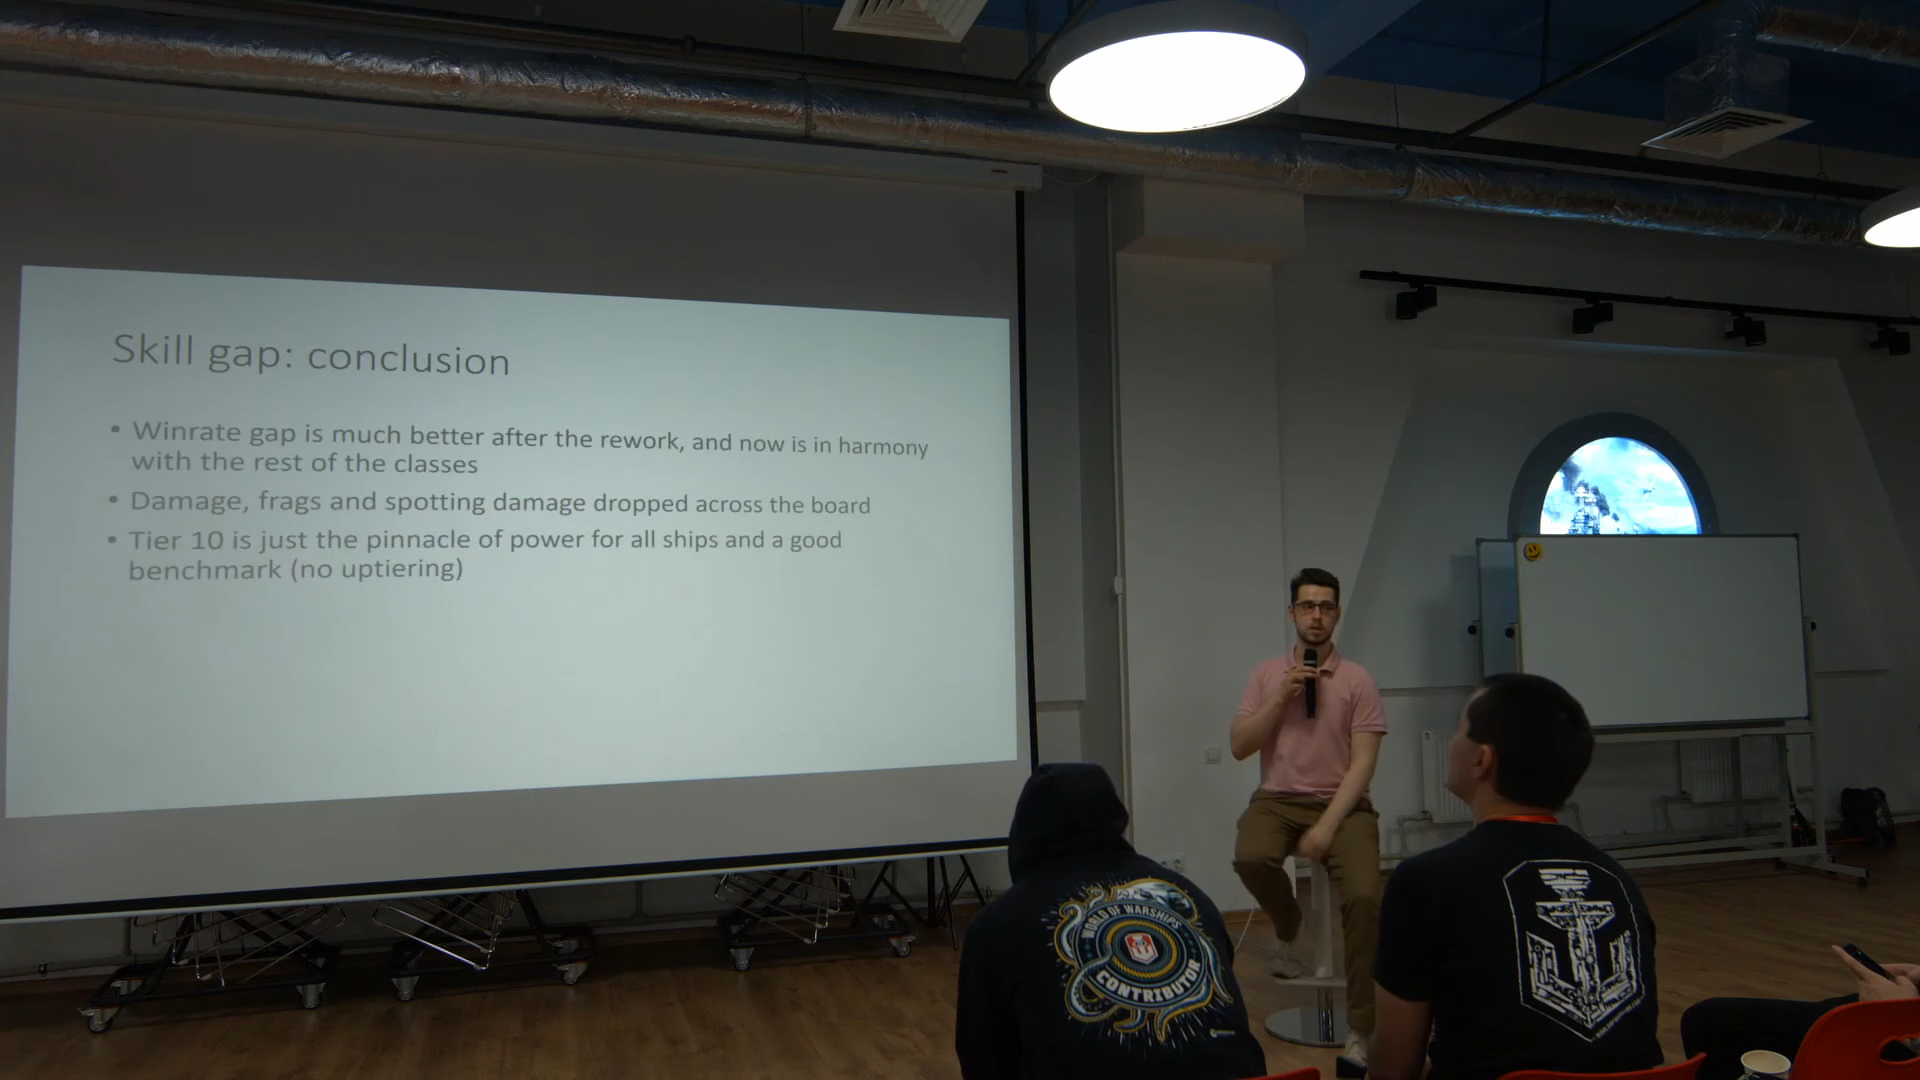 Skill gap: conclusion
• Winrate gap is much better after the rework, and now is in harmony
with the rest of the classes
• Damage, frags and spotting damage dropped across the board
• Tier 10 is just the pinnacle of power for all ships and a good
benchmark (no uptiering)
WORLD OF WARSHIPS
CONTRIBUTOR